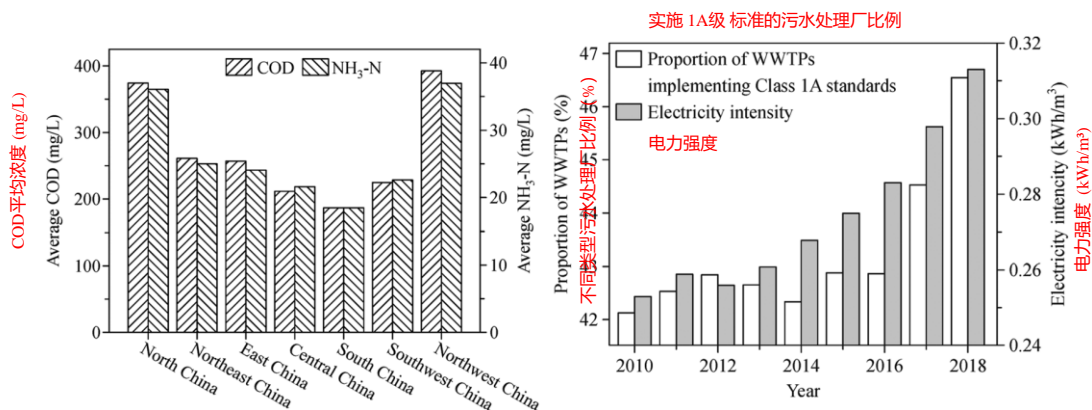 COD平均浓度 (mg/L)
Average COD (mg/L)
400
300
200
100
0
COD
NH3-N
40
30
20
10
0
Average NH3-N (mg/L)
North China
Northeast China
East China
Central China
South China
Southwest China
Northwest China
实施 1A级 标准的污水处理厂比例
Proportion of WWTPs (%)
不同类型污水处理厂比例（%）
47
46
45
44
43
42
Proportion of WWTPs
implementing Class 1A standards
Electricity intensity
电力强度
0.32
0.30
0.28
0.26
0.24
Electricity intencity (kWh/m³)
电力强度 (kWh/m³)
2010
2012
2014
2016
2018
Year